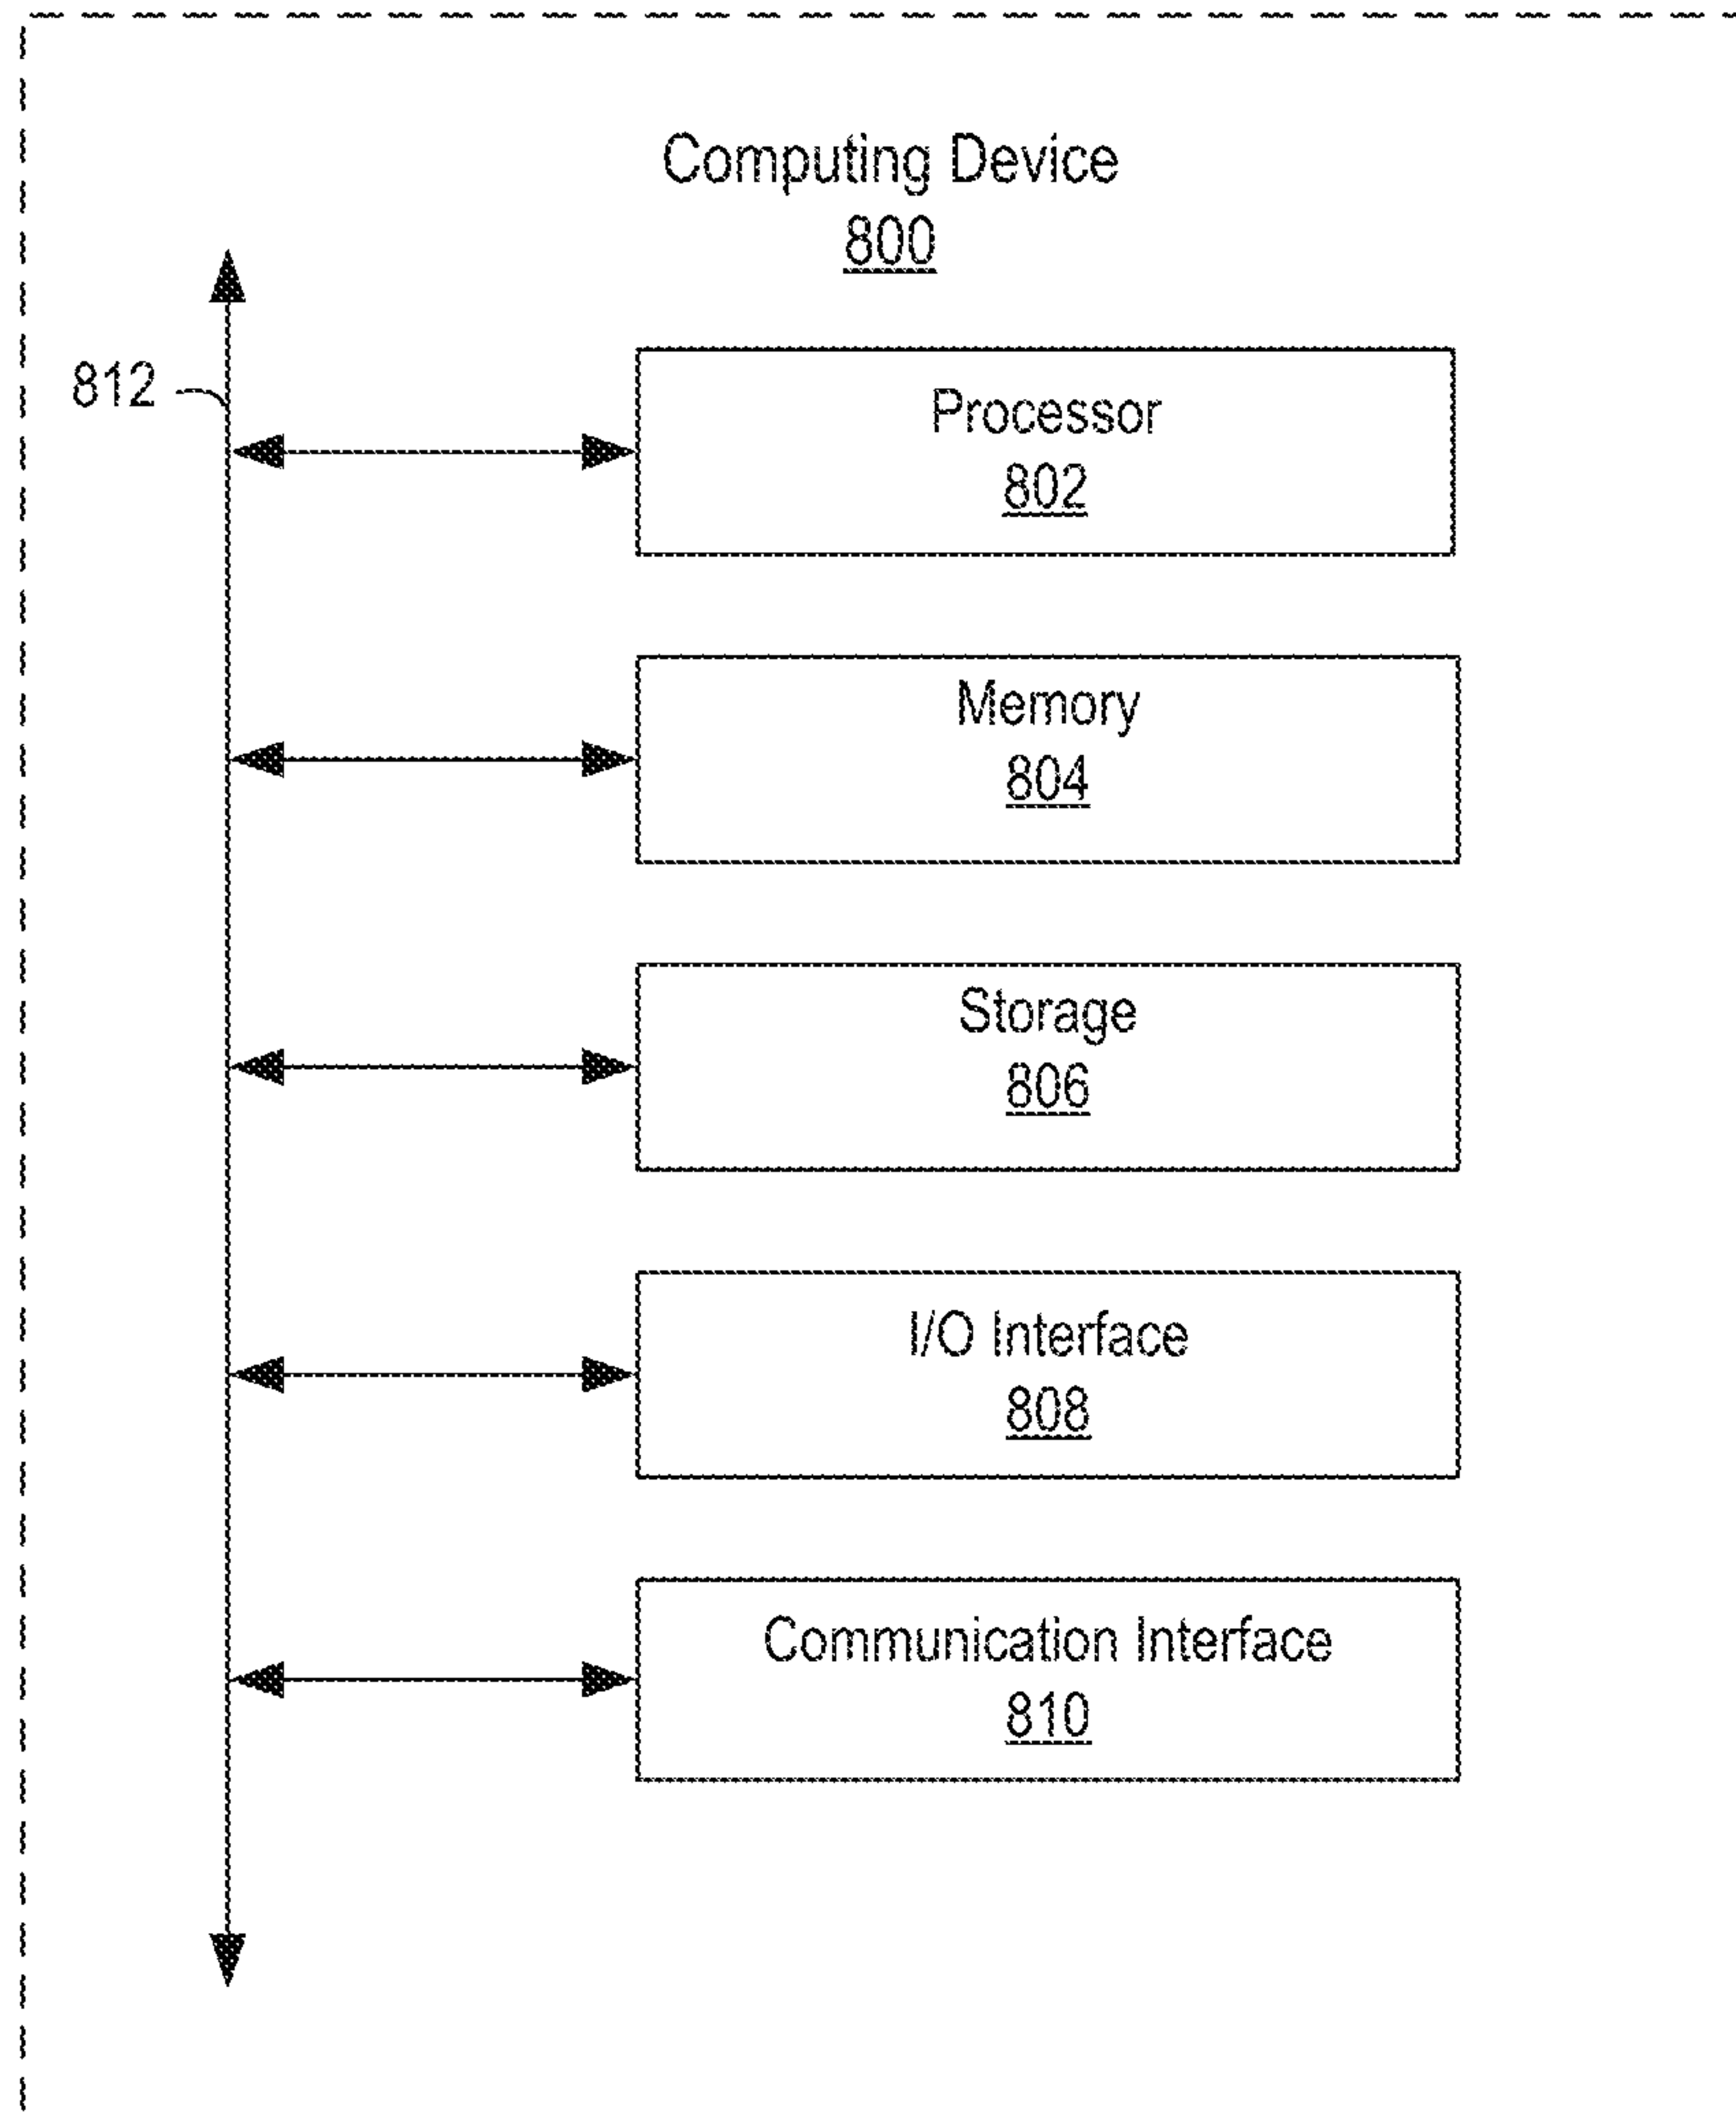 Computing Device
800
812
Processor
802
Memory
804
Storage
806
I/O Interface
808
Communication Interface
810